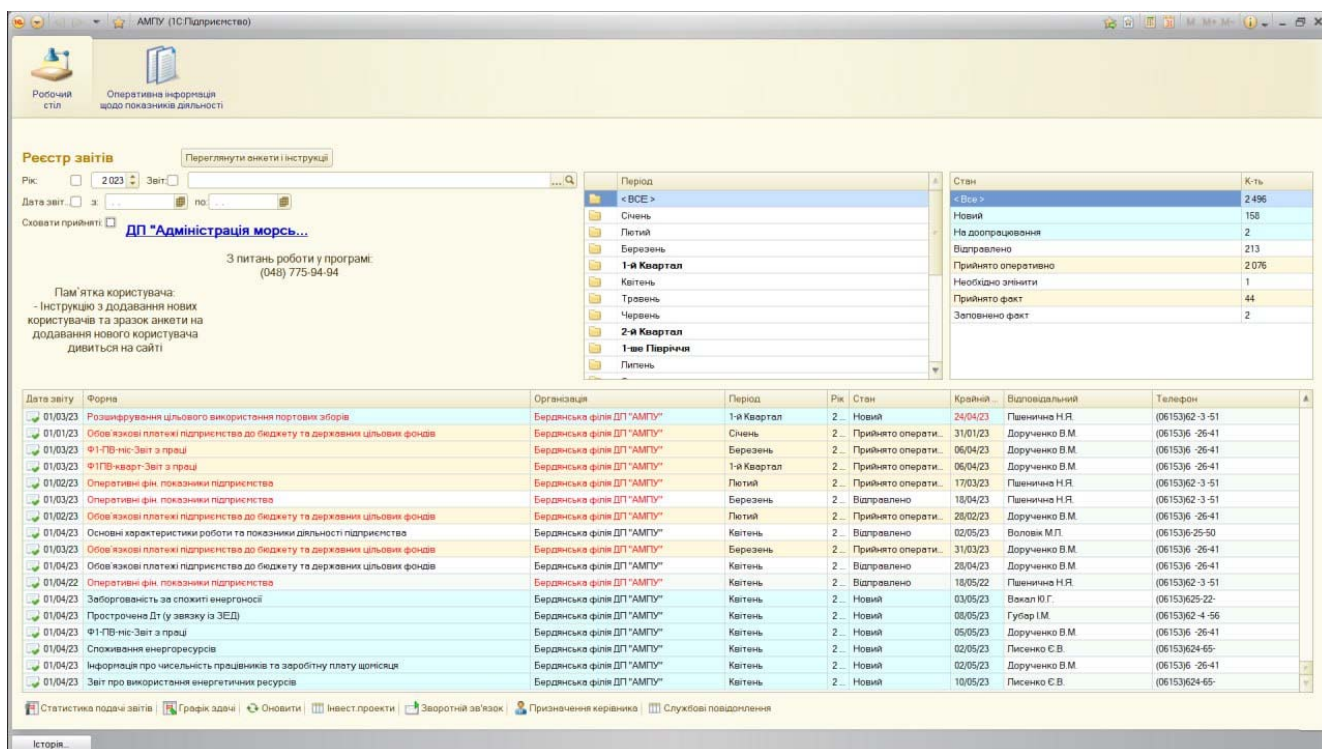 АМПУ (1С:Підприємство)
M M+ M-
Робочий стіл
Оперативна інформація щодо показників діяльності
Реєстр звітів
Переглянути анкети і інструкції
Рік: 2 023 Звіт:
Дата звіт... з: . . по: . .
Сховати прийняті:
ДП "Адміністрація морсь...
З питань роботи у програмі:
(048) 775-94-94
Пам`ятка користувача:
- Інструкцію з додавання нових
користувачів та зразок анкети на
додавання нового користувача
дивиться на сайті
Період
< ВСЕ >
Січень
Лютий
Березень
1-й Квартал
Квітень
Травень
Червень
2-й Квартал
1-ше Півріччя
Липень
Стан К-ть
< Все > 2 496
Новий 158
На доопрацювання 2
Відправлено 213
Прийнято оперативно 2 076
Необхідно змінити 1
Прийнято факт 44
Заповнено факт 2
Дата звіту Форма Організація Період Рік Стан Крайній ... Відповідальний Телефон
01/03/23 Розшифрування цільового використання портових зборів Бердянська філія ДП "АМПУ" 1-й Квартал 2... Новий 24/04/23 Пшенична Н.Я. (06153)62 -3 -51
01/01/23 Обов`язкові платежі підприємства до бюджету та державних цільових фондів Бердянська філія ДП "АМПУ" Січень 2... Прийнято операти... 31/01/23 Дорученко В.М. (06153)6 -26-41
01/03/23 Ф1-ПВ-міс-Звіт з праці Бердянська філія ДП "АМПУ" Березень 2... Прийнято операти... 06/04/23 Дорученко В.М. (06153)6 -26-41
01/03/23 Ф1ПВ-кварт-Звіт з праці Бердянська філія ДП "АМПУ" 1-й Квартал 2... Прийнято операти... 06/04/23 Дорученко В.М. (06153)6 -26-41
01/02/23 Оперативні фін. показники підприємства Бердянська філія ДП "АМПУ" Лютий 2... Прийнято операти... 17/03/23 Пшенична Н.Я. (06153)62 -3 -51
01/03/23 Оперативні фін. показники підприємства Бердянська філія ДП "АМПУ" Березень 2... Відправлено 18/04/23 Пшенична Н.Я. (06153)62 -3 -51
01/02/23 Обов`язкові платежі підприємства до бюджету та державних цільових фондів Бердянська філія ДП "АМПУ" Лютий 2... Прийнято операти... 28/02/23 Дорученко В.М. (06153)6 -26-41
01/04/23 Основні характеристики роботи та показники діяльності підприємства Бердянська філія ДП "АМПУ" Квітень 2... Відправлено 02/05/23 Воловік М.П. (06153)6-25-50
01/03/23 Обов`язкові платежі підприємства до бюджету та державних цільових фондів Бердянська філія ДП "АМПУ" Березень 2... Прийнято операти... 31/03/23 Дорученко В.М. (06153)6 -26-41
01/04/23 Обов`язкові платежі підприємства до бюджету та державних цільових фондів Бердянська філія ДП "АМПУ" Квітень 2... Відправлено 28/04/23 Дорученко В.М. (06153)6 -26-41
01/04/22 Оперативні фін. показники підприємства Бердянська філія ДП "АМПУ" Квітень 2... Відправлено 18/05/22 Пшенична Н.Я. (06153)62 -3 -51
01/04/23 Заборгованість за спожиті енергоносії Бердянська філія ДП "АМПУ" Квітень 2... Новий 03/05/23 Вакал Ю.Г. (06153)625-22-
01/04/23 Прострочена Дт (у звязку із ЗЕД) Бердянська філія ДП "АМПУ" Квітень 2... Новий 08/05/23 Губар І.М. (06153)62 -4 -56
01/04/23 Ф1-ПВ-міс-Звіт з праці Бердянська філія ДП "АМПУ" Квітень 2... Новий 05/05/23 Дорученко В.М. (06153)6 -26-41
01/04/23 Споживання енергоресурсів Бердянська філія ДП "АМПУ" Квітень 2... Новий 02/05/23 Лисенко Є.В. (06153)624-65-
01/04/23 Інформація про чисельність працівників та заробітну плату щомісяця Бердянська філія ДП "АМПУ" Квітень 2... Новий 02/05/23 Дорученко В.М. (06153)6 -26-41
01/04/23 Звіт про використання енергетичних ресурсів Бердянська філія ДП "АМПУ" Квітень 2... Новий 10/05/23 Лисенко Є.В. (06153)624-65-
Статистика подачі звітів Графік здачі Оновити Інвест.проекти Зворотній зв'язок Призначення керівника Службові повідомлення
Історія...